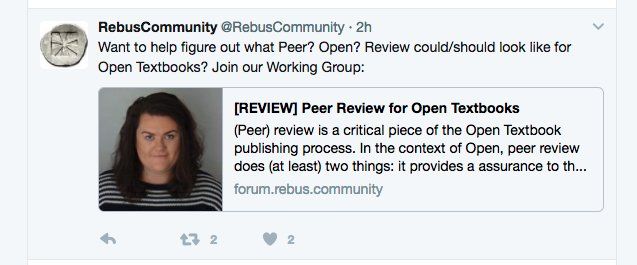 RebusCommunity @RebusCommunity · 2h
Want to help figure out what Peer? Open? Review could/should look like for
Open Textbooks? Join our Working Group:
[REVIEW] Peer Review for Open Textbooks
(Peer) review is a critical piece of the Open Textbook
publishing process. In the context of Open, peer review
does (at least) two things: it provides a assurance to th...
forum.rebus.community
2 2